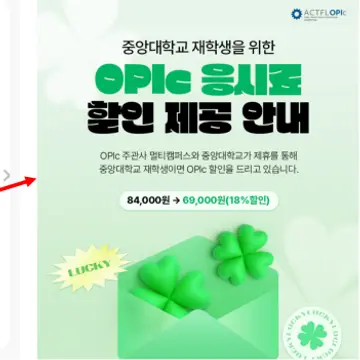 ACTFL OPIc
중앙대학교 재학생을 위한
OPIc 응시료
할인 제공 안내
OPIc 주관사 멀티캠퍼스와 중앙대학교가 제휴를 통해
중앙대학교 재학생이면 OPIc 할인을 드리고 있습니다.
84,000원 → 69,000원(18%할인)
LUCKY